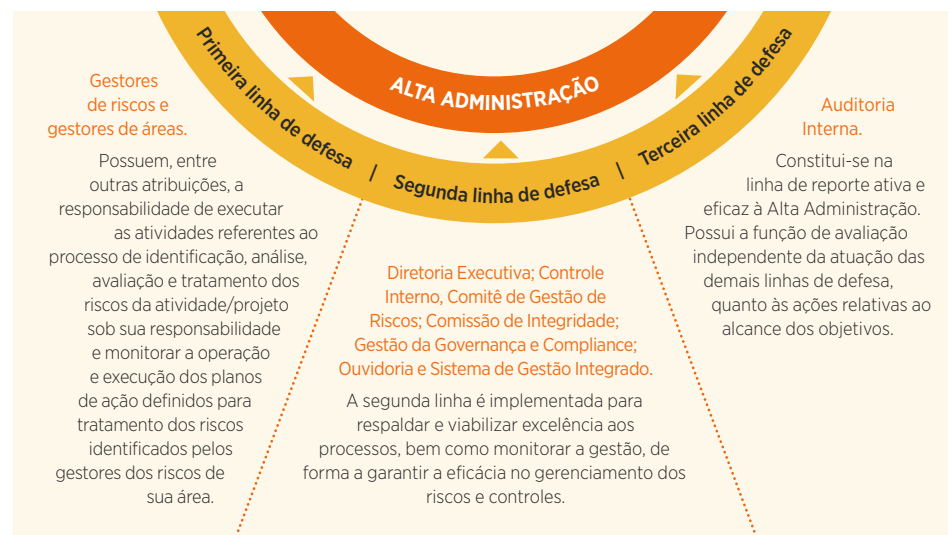 ALTA ADMINISTRAÇÃO
Primeira linha de defesa | Segunda linha de defesa | Terceira linha de defesa
Gestores
de riscos e
gestores de áreas.
Possuem, entre
outras atribuições, a
responsabilidade de executar
as atividades referentes ao
processo de identificação, análise,
avaliação e tratamento dos
riscos da atividade/projeto
sob sua responsabilidade
e monitorar a operação
e execução dos planos
de ação definidos para
tratamento dos riscos
identificados pelos
gestores dos riscos de
sua área.
Diretoria Executiva; Controle
Interno, Comitê de Gestão de
Riscos; Comissão de Integridade;
Gestão da Governança e Compliance;
Ouvidoria e Sistema de Gestão Integrado.
A segunda linha é implementada para
respaldar e viabilizar excelência aos
processos, bem como monitorar a gestão, de
forma a garantir a eficácia no gerenciamento dos
riscos e controles.
Auditoria
Interna.
Constitui-se na
linha de reporte ativa e
eficaz à Alta Administração.
Possui a função de avaliação
independente da atuação das
demais linhas de defesa,
quanto às ações relativas ao
alcance dos objetivos.